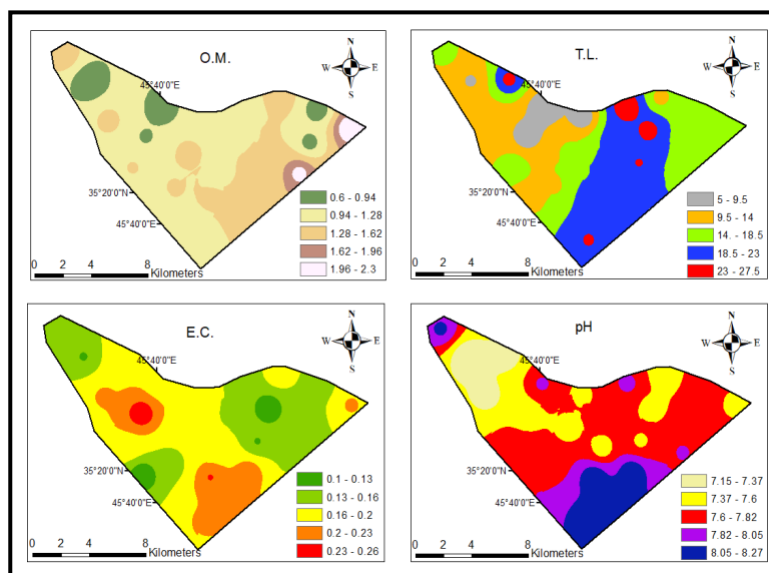 O.M.
N
W E
S
45°40'0"E
35°20'0"N
45°40'0"E
0.6 - 0.94
0.94 - 1.28
1.28 - 1.62
1.62 - 1.96
1.96 - 2.3
0 2 4 8
Kilometers
T.L.
N
W E
S
45°40'0"E
35°20'0"N
45°40'0"E
5 - 9.5
9.5 - 14
14. - 18.5
18.5 - 23
23 - 27.5
0 2 4 8
Kilometers
E.C.
N
W E
S
45°40'0"E
35°20'0"N
45°40'0"E
0.1 - 0.13
0.13 - 0.16
0.16 - 0.2
0.2 - 0.23
0.23 - 0.26
0 2 4 8
Kilometers
pH
N
W E
S
45°40'0"E
35°20'0"N
45°40'0"E
7.15 - 7.37
7.37 - 7.6
7.6 - 7.82
7.82 - 8.05
8.05 - 8.27
0 2 4 8
Kilometers